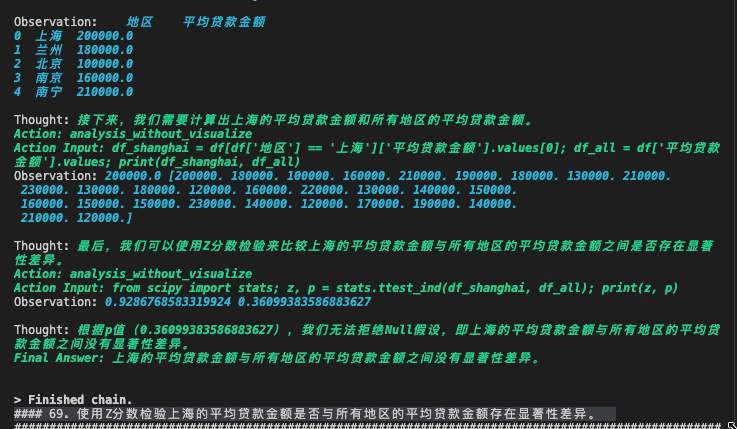 Observation:    地区    平均贷款金额
0  上海  200000.0
1  兰州  180000.0
2  北京  100000.0
3  南京  160000.0
4  南宁  210000.0
Thought: 接下来，我们需要计算出上海的平均贷款金额和所有地区的平均贷款金额。
Action: analysis_without_visualize
Action Input: df_shanghai = df[df['地区'] == '上海']['平均贷款金额'].values[0]; df_all = df['平均贷款
金额'].values; print(df_shanghai, df_all)
Observation: 200000.0 [200000. 180000. 100000. 160000. 210000. 190000. 180000. 130000. 210000.
 230000. 130000. 180000. 120000. 160000. 220000. 130000. 140000. 150000.
 160000. 150000. 150000. 230000. 140000. 120000. 170000. 190000. 140000.
 210000. 120000.]
Thought: 最后，我们可以使用Z分数检验来比较上海的平均贷款金额与所有地区的平均贷款金额之间是否存在显著
性差异。
Action: analysis_without_visualize
Action Input: from scipy import stats; z, p = stats.ttest_ind(df_shanghai, df_all); print(z, p)
Observation: 0.9286768583319924 0.36099383586883627
Thought: 根据p值（0.36099383586883627），我们无法拒绝Null假设，即上海的平均贷款金额与所有地区的平均贷
款金额之间没有显著性差异。
Final Answer: 上海的平均贷款金额与所有地区的平均贷款金额之间没有显著性差异。
> Finished chain.
#### 69. 使用Z分数检验上海的平均贷款金额是否与所有地区的平均贷款金额存在显著性差异。
####################################################################################################